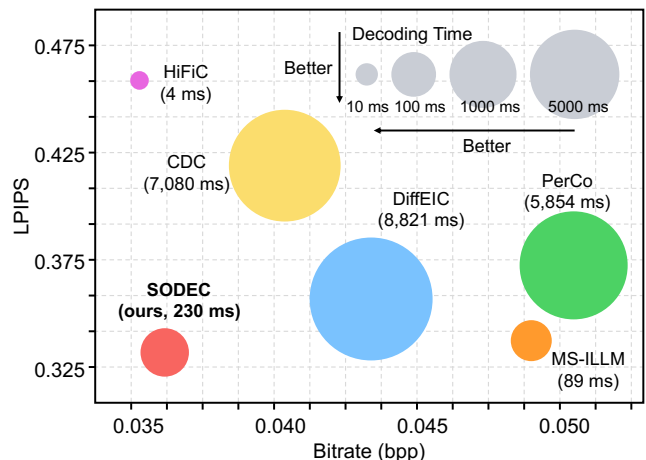 0.475
0.425
0.375
0.325
LPIPS
HiFiC
(4 ms)
Better
Decoding Time
10 ms
100 ms
1000 ms
5000 ms
Better
CDC
(7,080 ms)
DiffEIC
(8,821 ms)
PerCo
(5,854 ms)
SODEC
(ours, 230 ms)
MS-ILLM
(89 ms)
0.035
0.040
0.045
0.050
Bitrate (bpp)